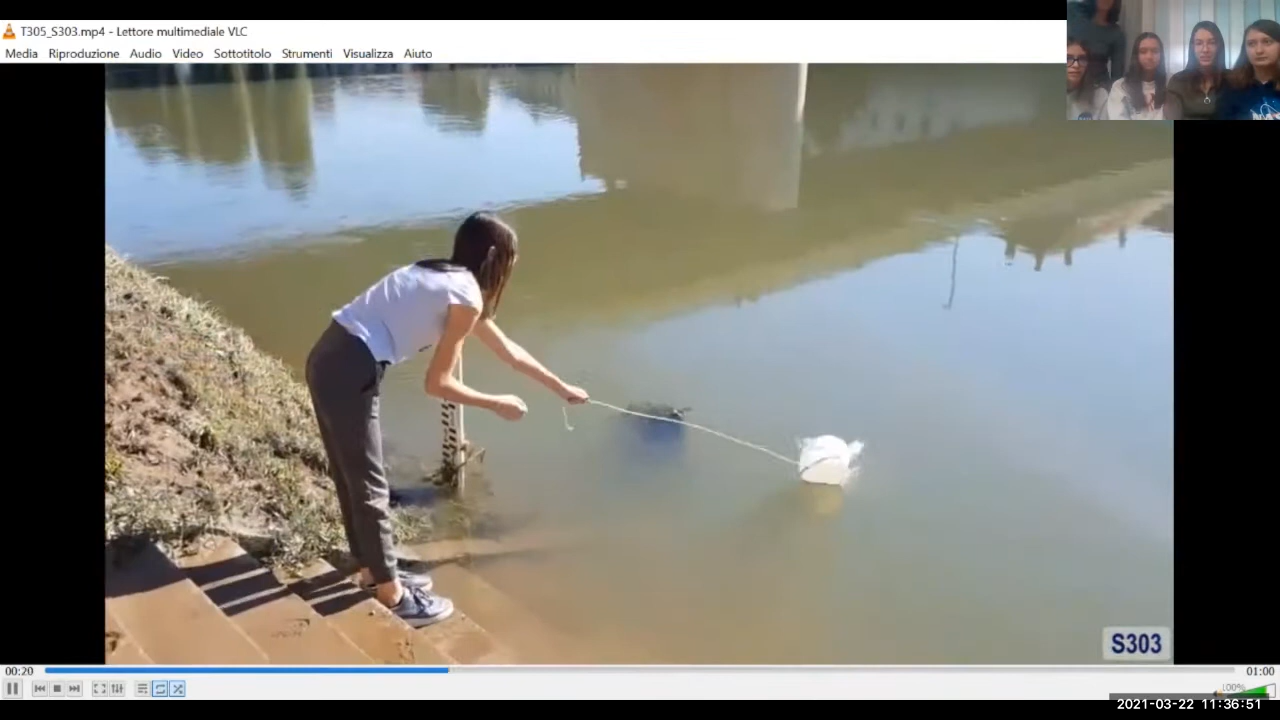 T305_S303.mp4 - Lettore multimediale VLC
Media Riproduzione Audio Video Sottotitolo Strumenti Visualizza Aiuto
S303
00:20 01:00
100%
2021-03-22 11:36:51